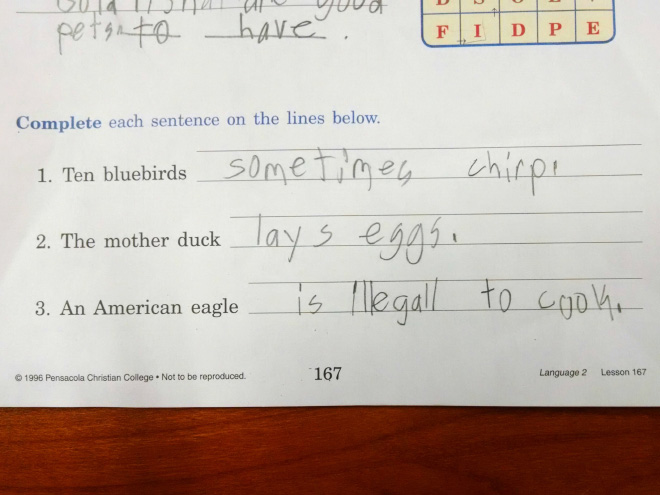 are good
pets to have.
F I D P E
Complete each sentence on the lines below.
1. Ten bluebirds sometimes chirp.
2. The mother duck lays eggs.
3. An American eagle is Illegall to cook.
© 1996 Pensacola Christian College • Not to be reproduced. 167 Language 2 Lesson 167